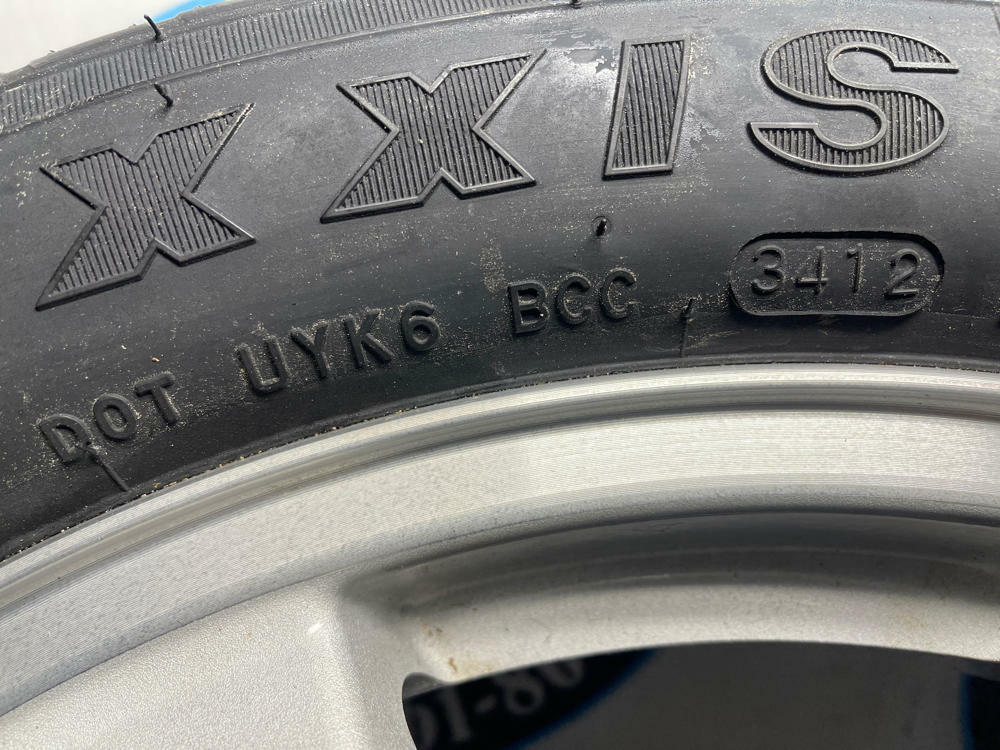 XXIS
DOT UYK6 BCC 3412